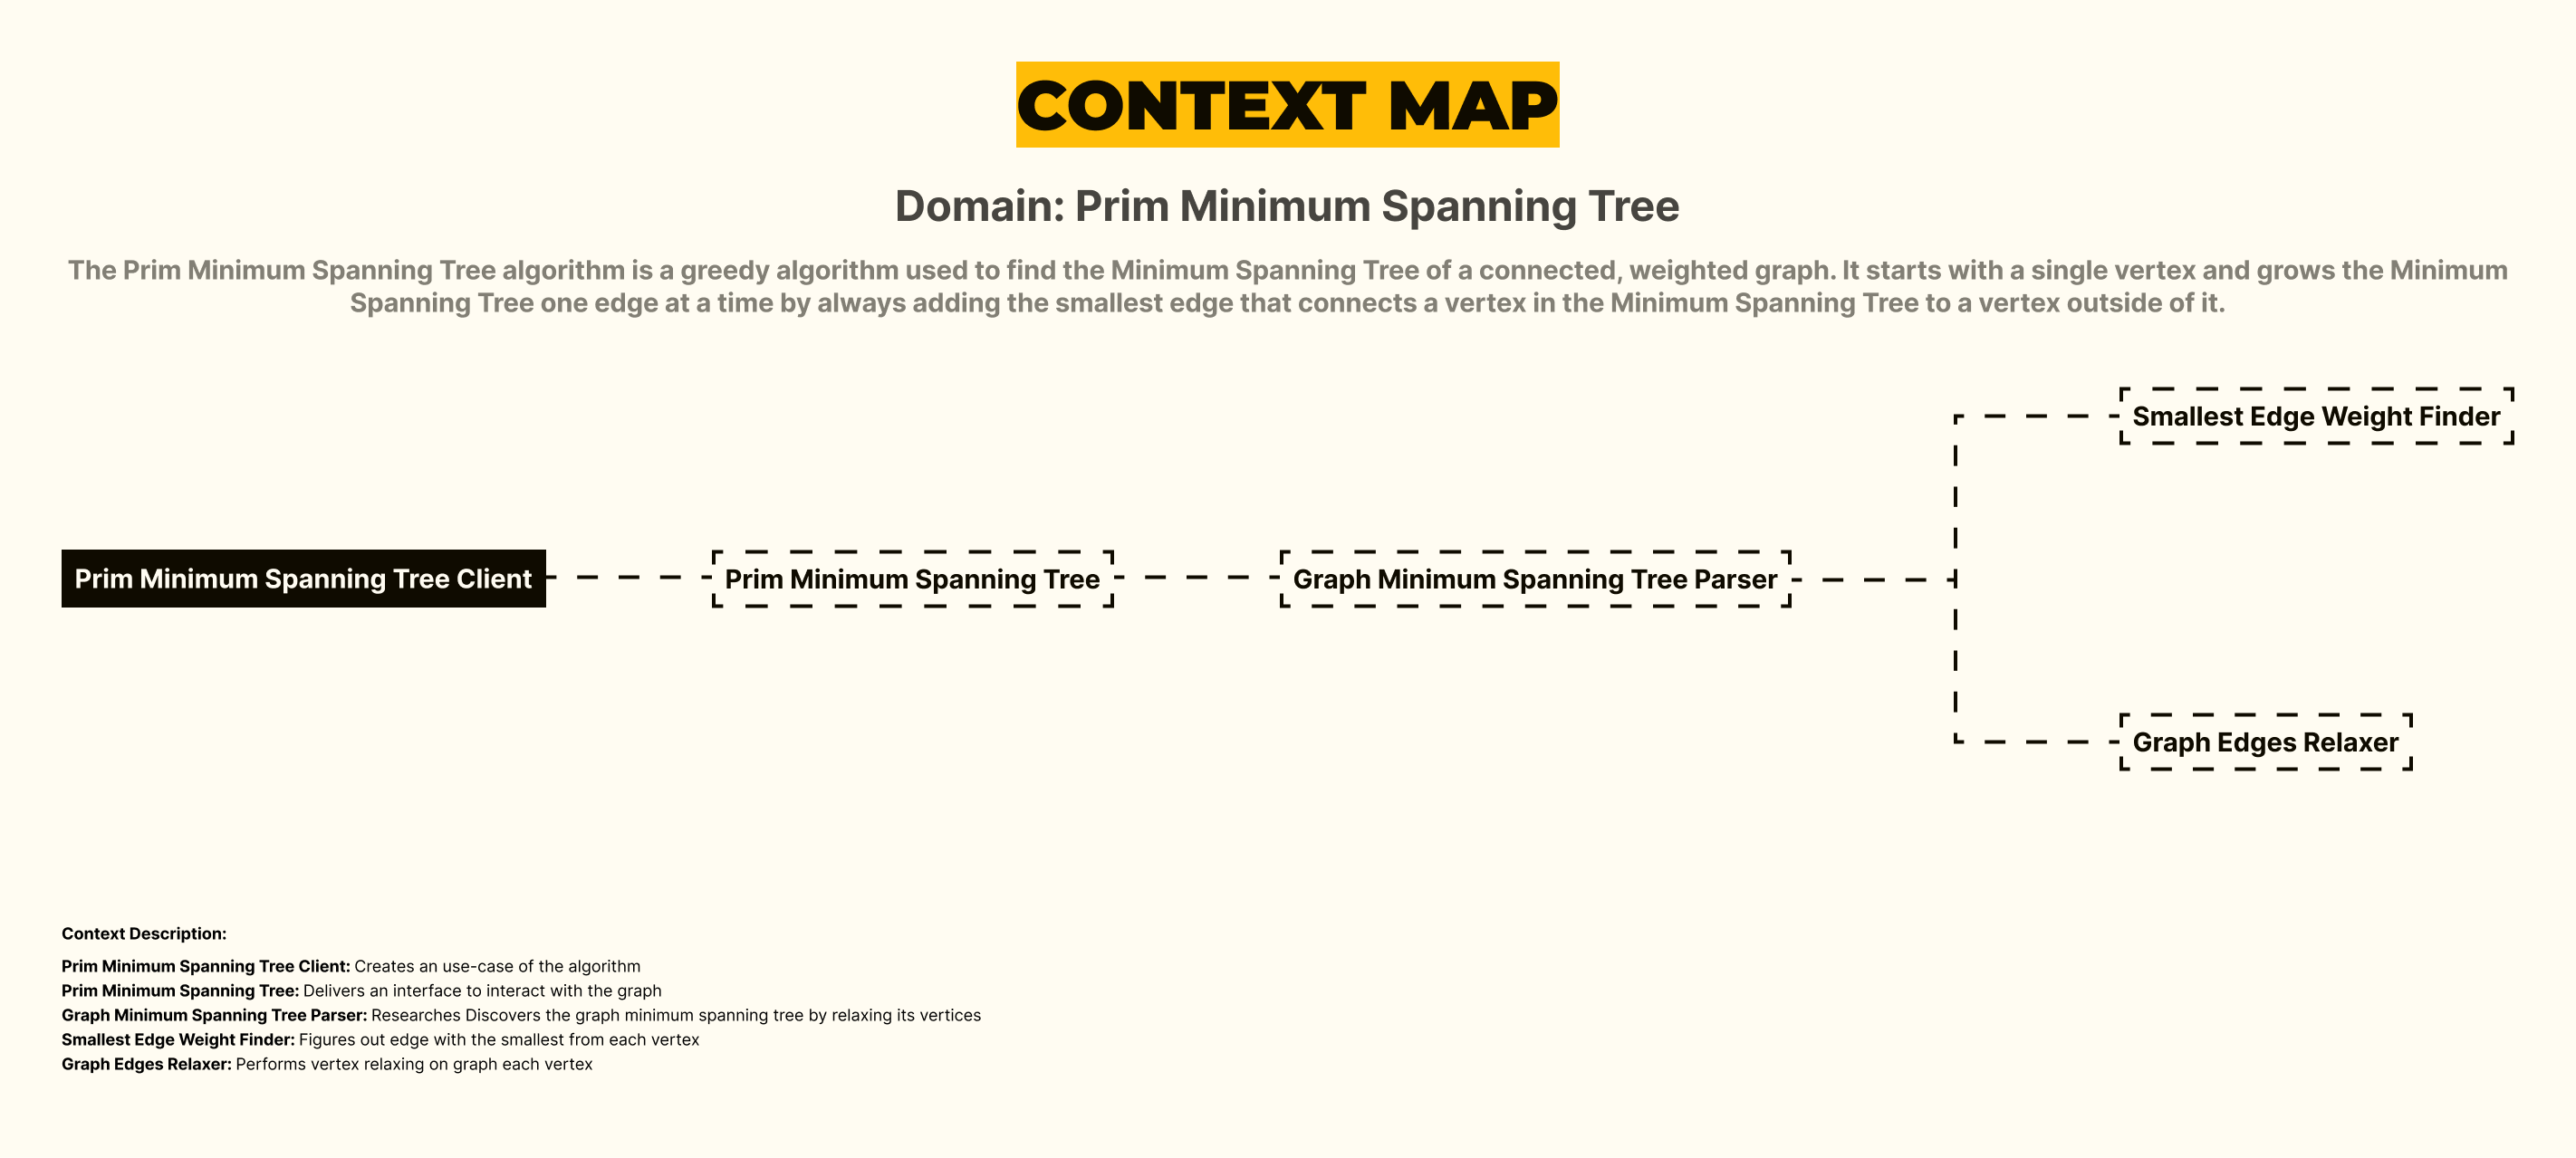 CONTEXT MAP
Domain: Prim Minimum Spanning Tree
The Prim Minimum Spanning Tree algorithm is a greedy algorithm used to find the Minimum Spanning Tree of a connected, weighted graph. It starts with a single vertex and grows the Minimum
Spanning Tree one edge at a time by always adding the smallest edge that connects a vertex in the Minimum Spanning Tree to a vertex outside of it.
Smallest Edge Weight Finder
Prim Minimum Spanning Tree Client
Prim Minimum Spanning Tree
Graph Minimum Spanning Tree Parser
Graph Edges Relaxer
Context Description:
Prim Minimum Spanning Tree Client: Creates an use-case of the algorithm
Prim Minimum Spanning Tree: Delivers an interface to interact with the graph
Graph Minimum Spanning Tree Parser: Researches Discovers the graph minimum spanning tree by relaxing its vertices
Smallest Edge Weight Finder: Figures out edge with the smallest from each vertex
Graph Edges Relaxer: Performs vertex relaxing on graph each vertex